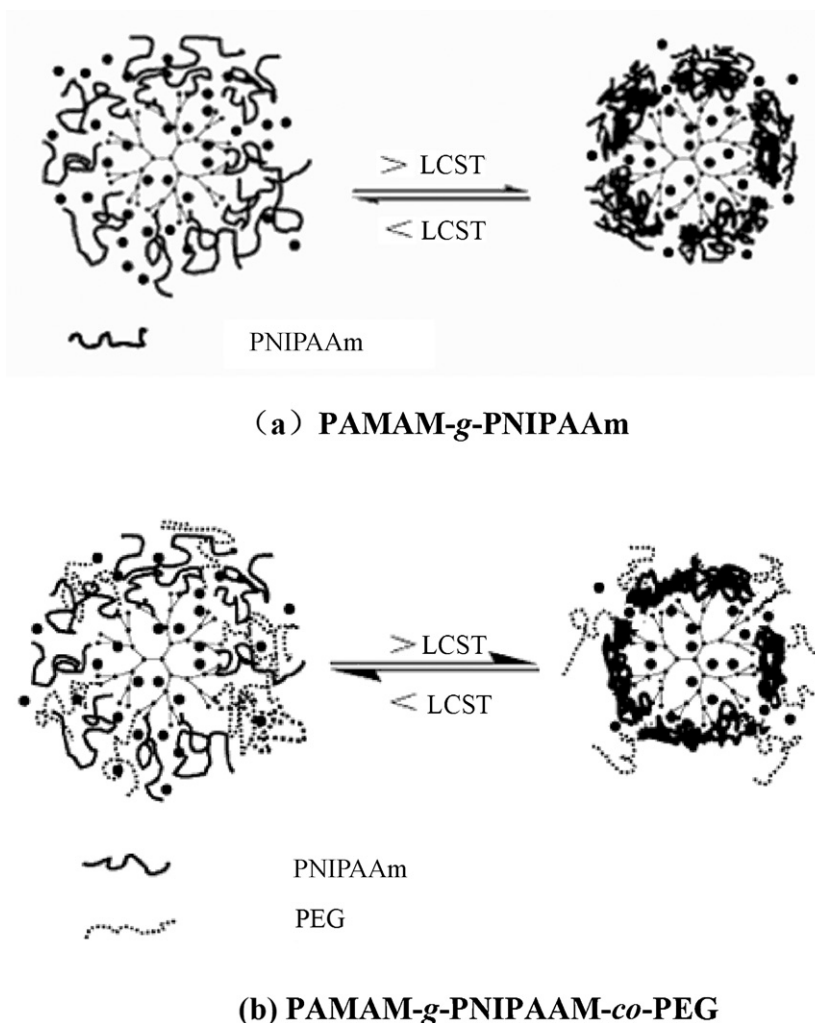 > LCST
< LCST
PNIPAAm
（a）PAMAM-g-PNIPAAm
> LCST
< LCST
PNIPAAm
PEG
(b) PAMAM-g-PNIPAAM-co-PEG